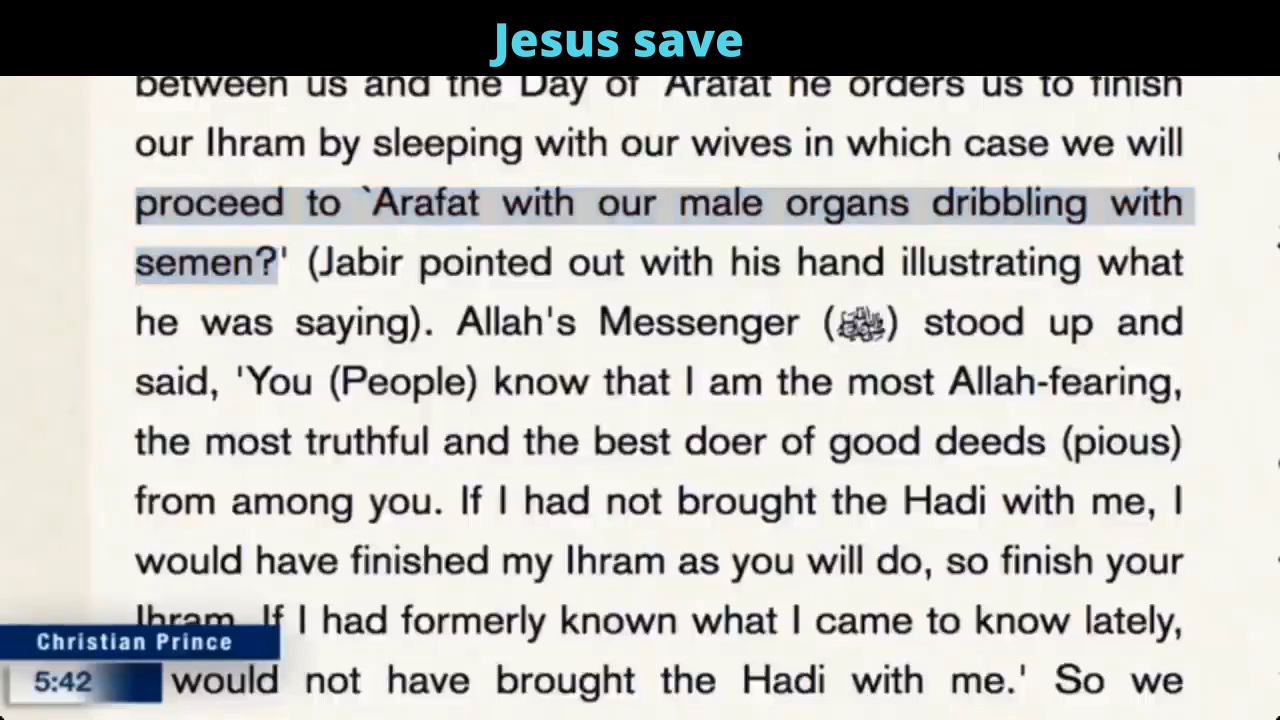 Jesus save
between us and the Day of `Arafat he orders us to finish
our Ihram by sleeping with our wives in which case we will
proceed to `Arafat with our male organs dribbling with
semen?' (Jabir pointed out with his hand illustrating what
he was saying). Allah's Messenger (ﷺ) stood up and
said, 'You (People) know that I am the most Allah-fearing,
the most truthful and the best doer of good deeds (pious)
from among you. If I had not brought the Hadi with me, I
would have finished my Ihram as you will do, so finish your
Ihram. If I had formerly known what I came to know lately,
would not have brought the Hadi with me.' So we
Christian Prince
5:42